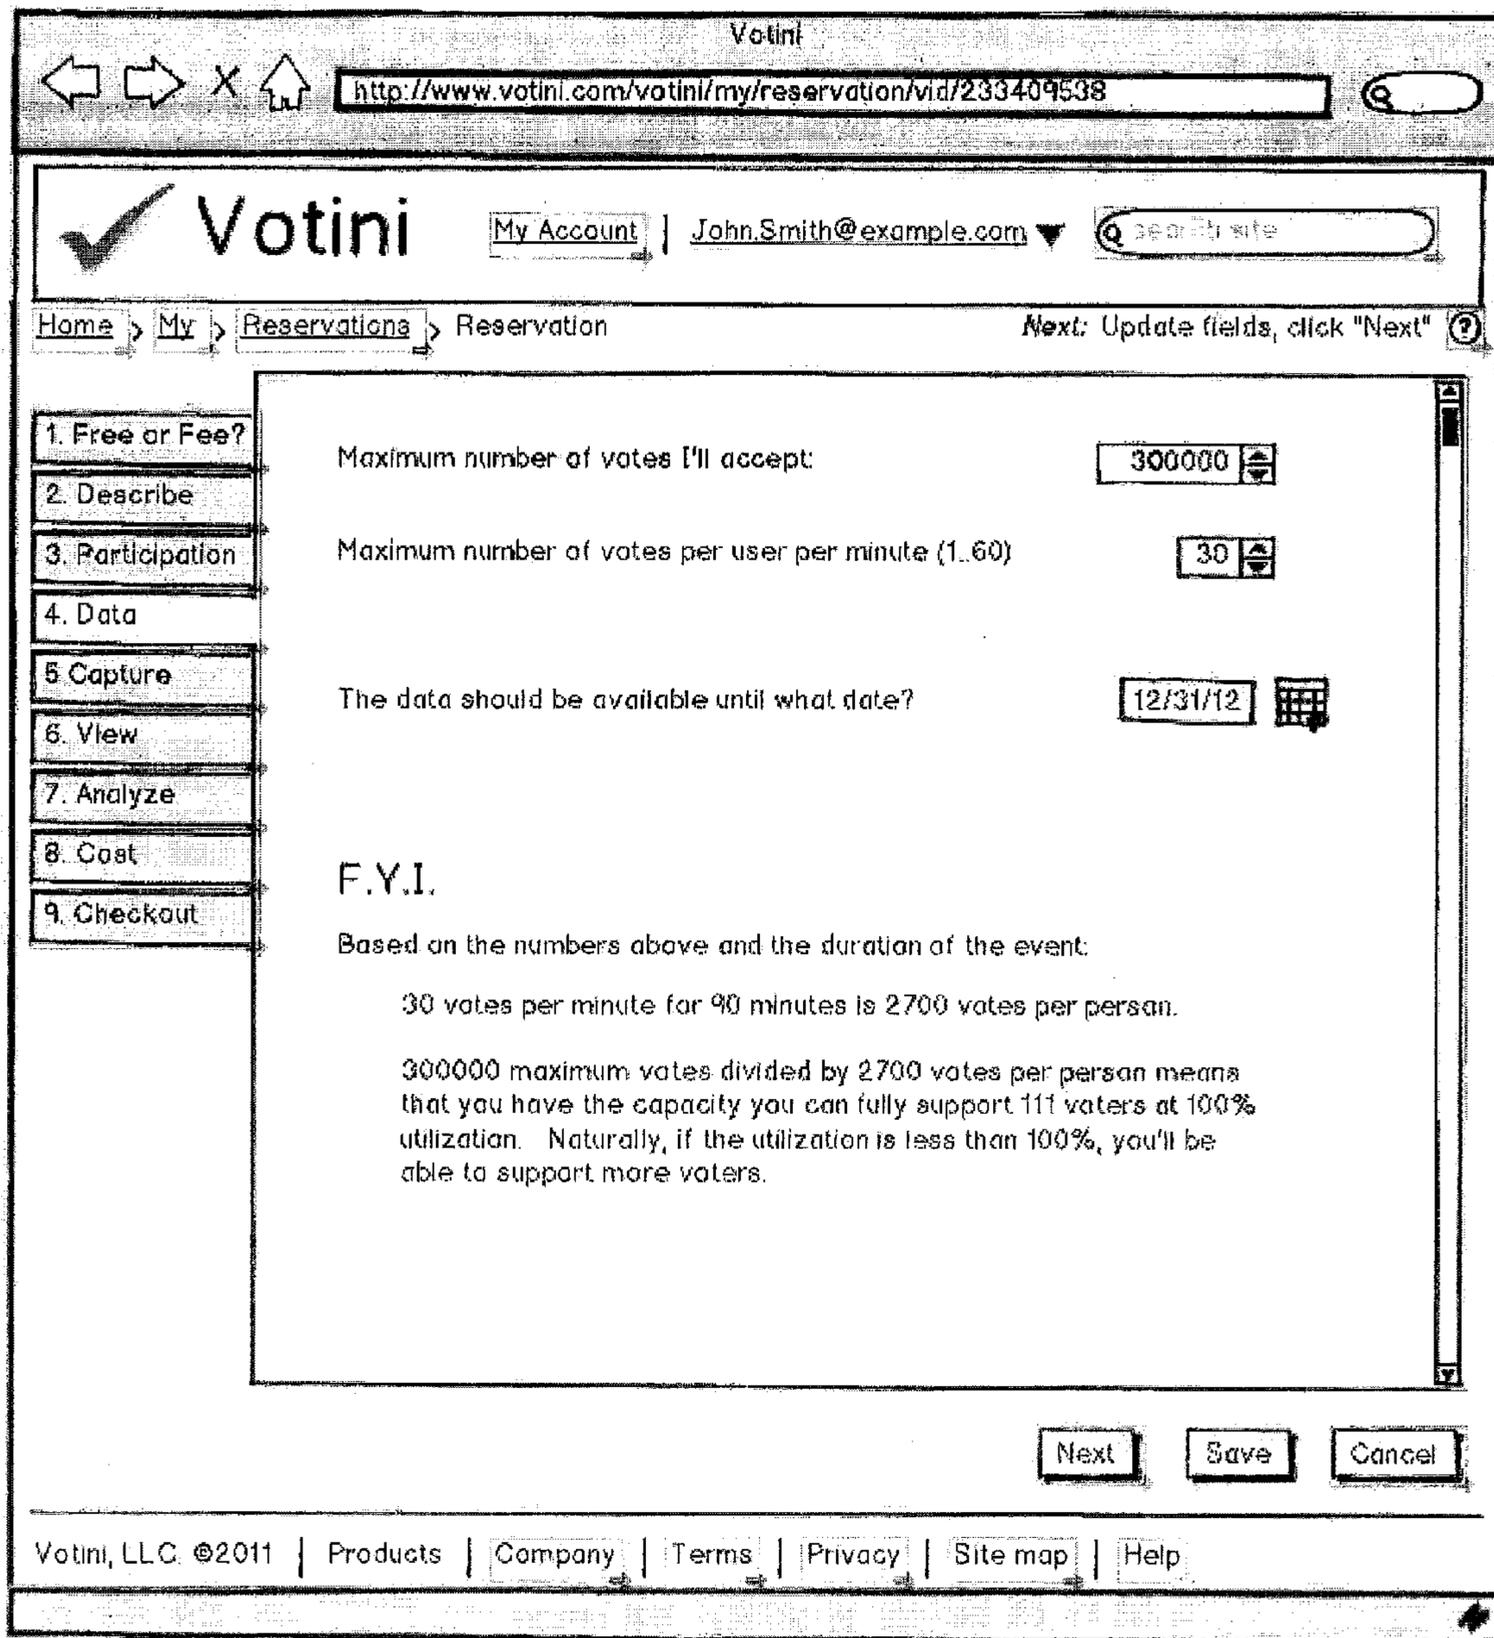 Votini
http://www.votini.com/votini/my/reservation/vid/233409538
Votini
My Account | John.Smith@example.com
search site
Home > My > Reservations > Reservation
Next: Update fields, click "Next" ?
1. Free or Fee?
2. Describe
3. Participation
4. Data
5 Capture
6. View
7. Analyze
8. Cost
9. Checkout
Maximum number of votes I'll accept: 300000
Maximum number of votes per user per minute (1..60) 30
The data should be available until what date? 12/31/12
F.Y.I.
Based on the numbers above and the duration of the event:
30 votes per minute for 90 minutes is 2700 votes per person.
300000 maximum votes divided by 2700 votes per person means
that you have the capacity you can fully support 111 voters at 100%
utilization. Naturally, if the utilization is less than 100%, you'll be
able to support more voters.
Next Save Cancel
Votini, LLC. ©2011 | Products | Company | Terms | Privacy | Site map | Help